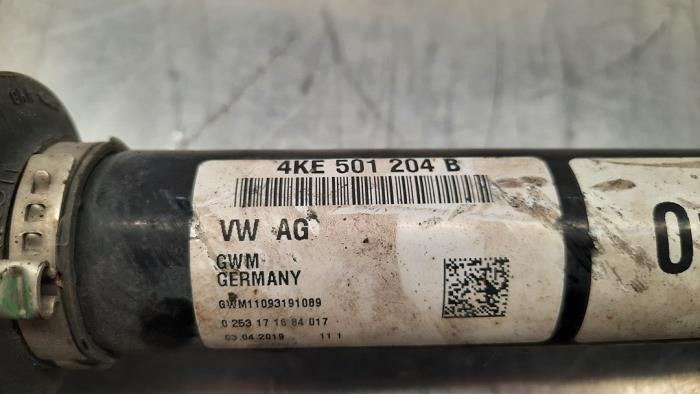 4KE 501 204 B
VW AG
GWM
GERMANY
GWM11093191089
0 253 17 16 84 017
03.04.2019 11 1
0